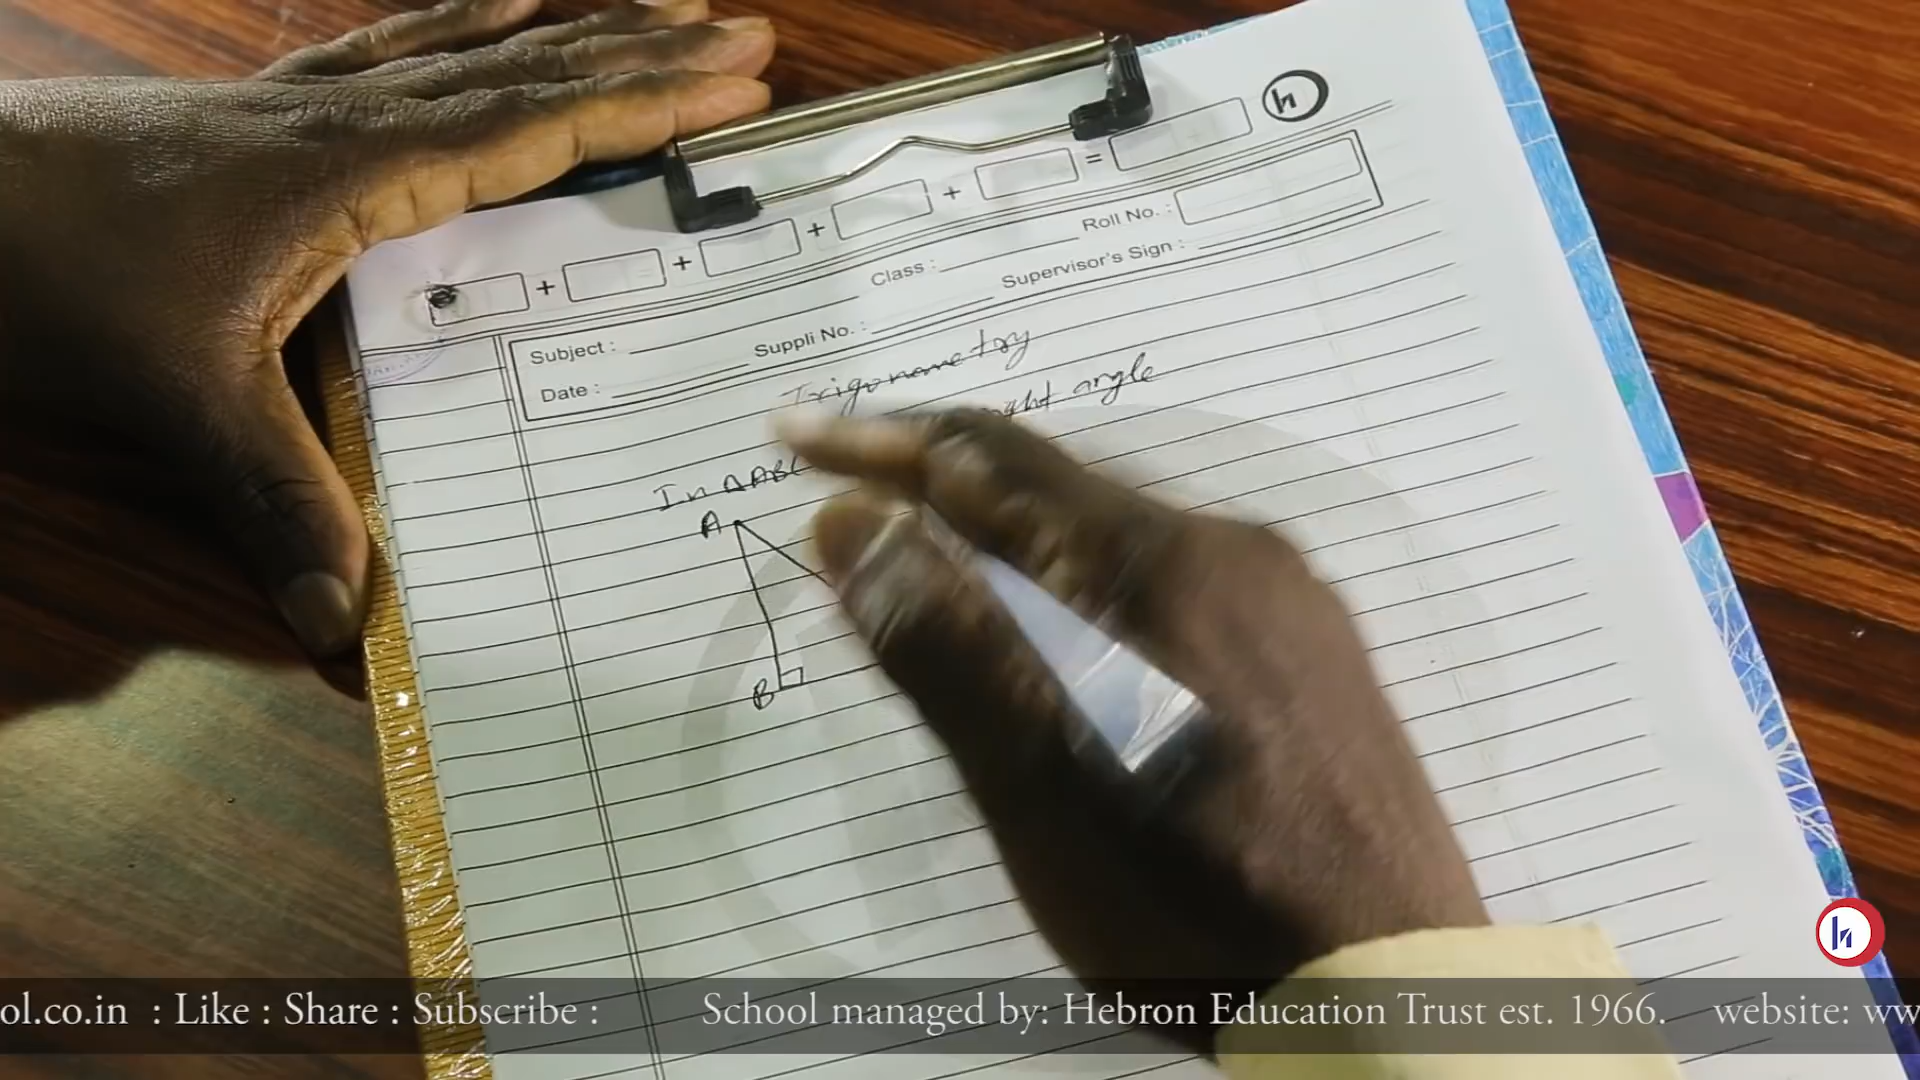 + + + + =
Class : Roll No. :
Subject : Suppli No. : Supervisor's Sign :
Date :
Trigonometry
angle
In ΔABC
A
B
ol.co.in : Like : Share : Subscribe : School managed by: Hebron Education Trust est. 1966. website: ww